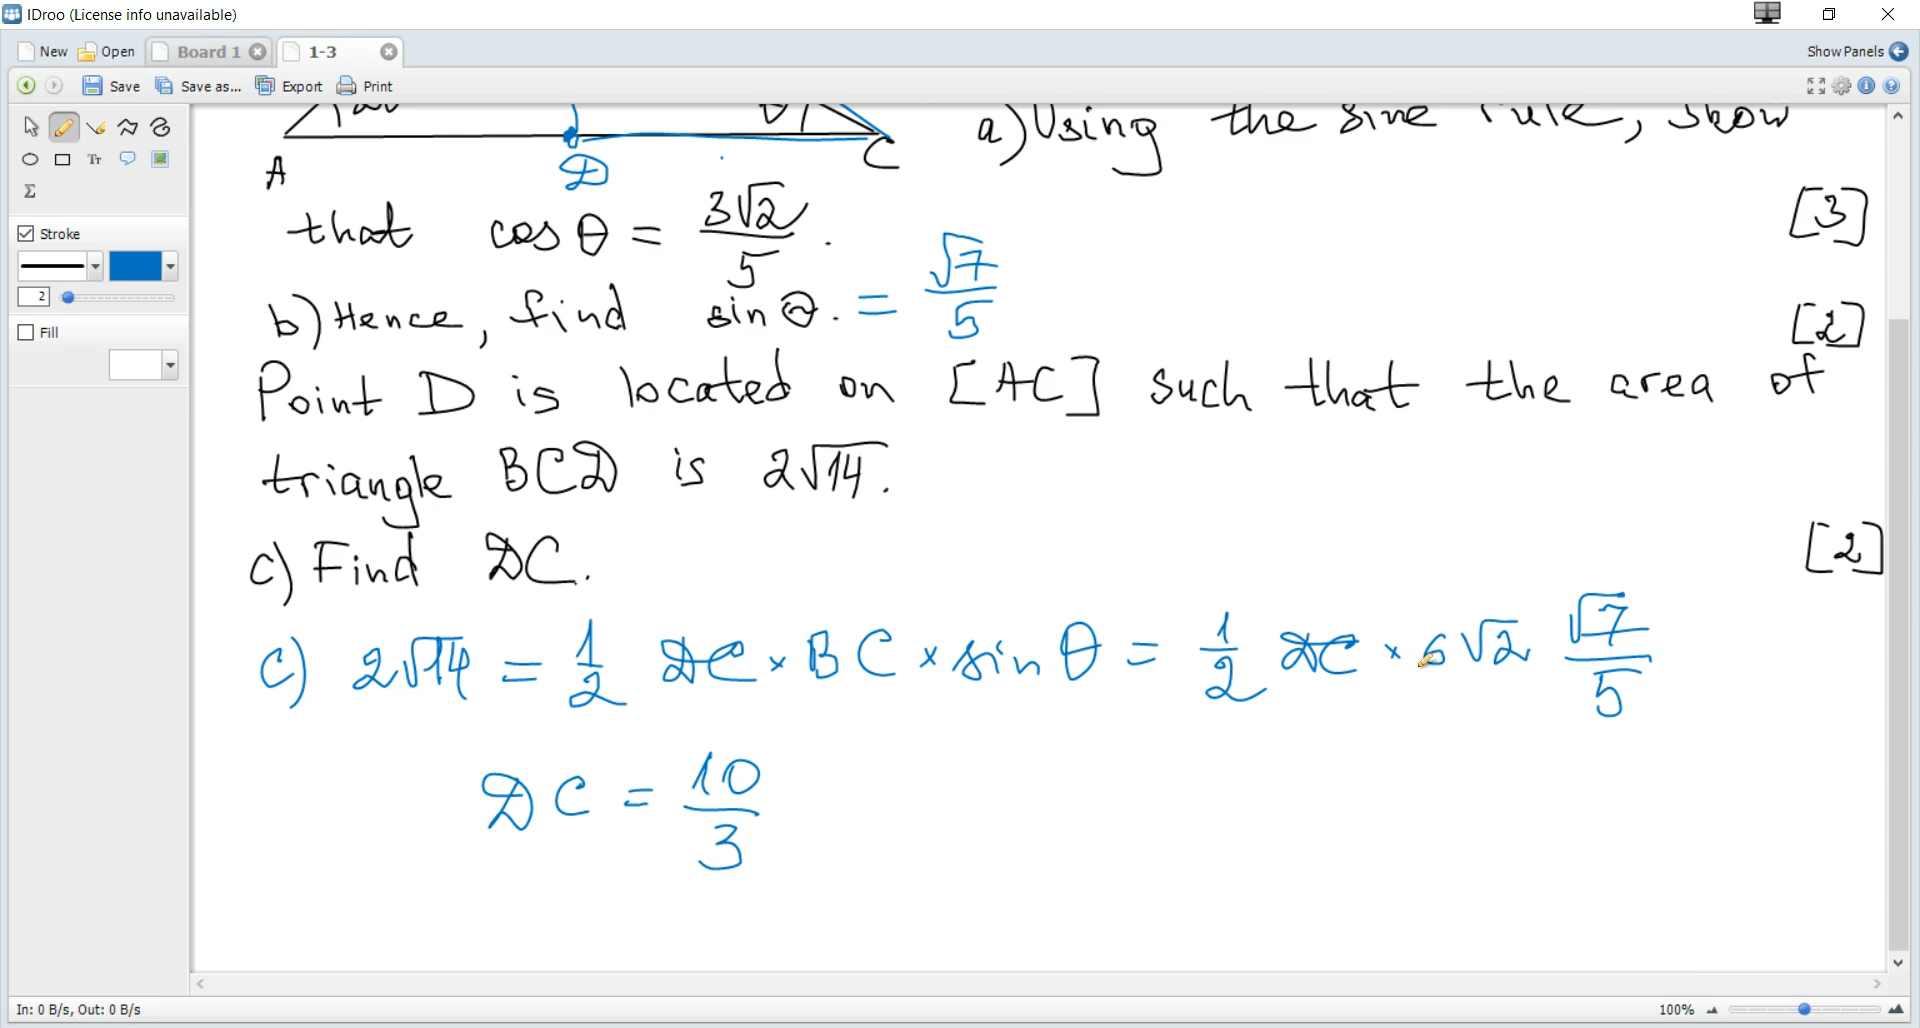 IDroo (License info unavailable)
New Open Board 1 1-3 Show Panels
Save Save as... Export Print
A D C a) Using the sine rule, show
that cos θ = 3√2/5 . [3]
b) Hence, find sin θ. = √7/5 [2]
Point D is located on [AC] such that the area of
triangle BCD is 2√14.
c) Find DC. [2]
c) 2√14 = 1/2 DC × BC × sin θ = 1/2 DC × 6√2 √7/5
DC = 10/3
Tт
Σ
Stroke
2
Fill
In: 0 B/s, Out: 0 B/s 100%